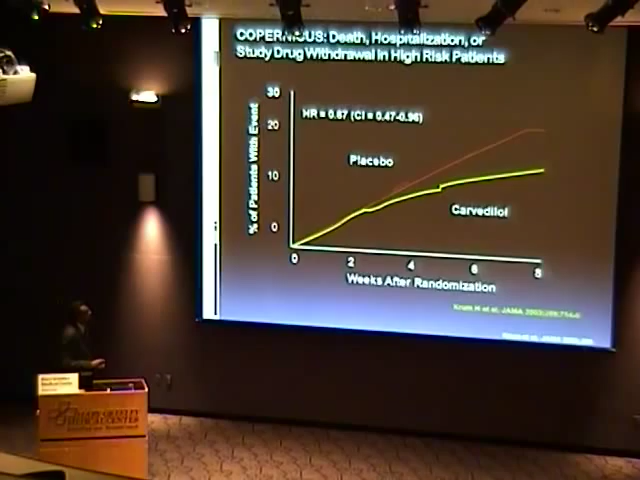 COPERNICUS: Death, Hospitalization, or
Study Drug Withdrawal in High Risk Patients
% of Patients With Event
30
20
10
0
HR = 0.67 (CI = 0.47-0.96)
Placebo
Carvedilol
0 2 4 6 8
Weeks After Randomization
Krum H et al. JAMA 2003;289:714-